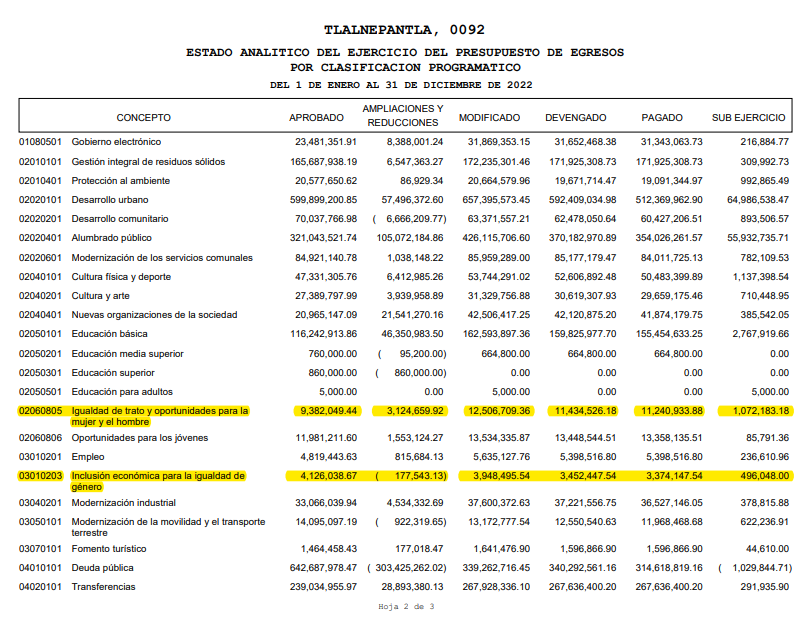 TLALNEPANTLA, 0092
ESTADO ANALITICO DEL EJERCICIO DEL PRESUPUESTO DE EGRESOS
POR CLASIFICACION PROGRAMATICO
DEL 1 DE ENERO AL 31 DE DICIEMBRE DE 2022
CONCEPTO APROBADO AMPLIACIONES Y REDUCCIONES MODIFICADO DEVENGADO PAGADO SUB EJERCICIO
01080501 Gobierno electrónico 23,481,351.91 8,388,001.24 31,869,353.15 31,652,468.38 31,343,063.73 216,884.77
02010101 Gestión integral de residuos sólidos 165,687,938.19 6,547,363.27 172,235,301.46 171,925,308.73 171,925,308.73 309,992.73
02010401 Protección al ambiente 20,577,650.62 86,929.34 20,664,579.96 19,671,714.47 19,091,344.97 992,865.49
02020101 Desarrollo urbano 599,899,200.85 57,496,372.60 657,395,573.45 592,409,034.98 512,369,962.90 64,986,538.47
02020201 Desarrollo comunitario 70,037,766.98 ( 6,666,209.77) 63,371,557.21 62,478,050.64 60,427,206.51 893,506.57
02020401 Alumbrado público 321,043,521.74 105,072,184.86 426,115,706.60 370,182,970.89 354,026,261.57 55,932,735.71
02020601 Modernización de los servicios comunales 84,921,140.78 1,038,148.22 85,959,289.00 85,177,179.47 84,011,725.13 782,109.53
02040101 Cultura física y deporte 47,331,305.76 6,412,985.26 53,744,291.02 52,606,892.48 50,483,399.89 1,137,398.54
02040201 Cultura y arte 27,389,797.99 3,939,958.89 31,329,756.88 30,619,307.93 29,659,175.46 710,448.95
02040401 Nuevas organizaciones de la sociedad 20,965,147.09 21,541,270.16 42,506,417.25 42,120,875.20 41,874,179.75 385,542.05
02050101 Educación básica 116,242,913.86 46,350,983.50 162,593,897.36 159,825,977.70 155,454,633.25 2,767,919.66
02050201 Educación media superior 760,000.00 ( 95,200.00) 664,800.00 664,800.00 664,800.00 0.00
02050301 Educación superior 860,000.00 ( 860,000.00) 0.00 0.00 0.00 0.00
02050501 Educación para adultos 5,000.00 0.00 5,000.00 0.00 0.00 5,000.00
02060805 Igualdad de trato y oportunidades para la 9,382,049.44 3,124,659.92 12,506,709.36 11,434,526.18 11,240,933.88 1,072,183.18
mujer y el hombre
02060806 Oportunidades para los jóvenes 11,981,211.60 1,553,124.27 13,534,335.87 13,448,544.51 13,358,135.51 85,791.36
03010201 Empleo 4,819,443.63 815,684.13 5,635,127.76 5,398,516.80 5,398,516.80 236,610.96
03010203 Inclusión económica para la igualdad de 4,126,038.67 ( 177,543.13) 3,948,495.54 3,452,447.54 3,374,147.54 496,048.00
género
03040201 Modernización industrial 33,066,039.94 4,534,332.69 37,600,372.63 37,221,556.75 36,527,146.05 378,815.88
03050101 Modernización de la movilidad y el transporte 14,095,097.19 ( 922,319.65) 13,172,777.54 12,550,540.63 11,968,468.68 622,236.91
terrestre
03070101 Fomento turístico 1,464,458.43 177,018.47 1,641,476.90 1,596,866.90 1,596,866.90 44,610.00
04010101 Deuda pública 642,687,978.47 ( 303,425,262.02) 339,262,716.45 340,292,561.16 314,618,819.16 ( 1,029,844.71)
04020101 Transferencias 239,034,955.97 28,893,380.13 267,928,336.10 267,636,400.20 267,636,400.20 291,935.90
Hoja 2 de 3